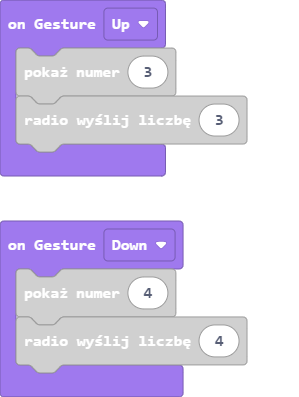 on Gesture Up
pokaż numer 3
radio wyślij liczbę 3
on Gesture Down
pokaż numer 4
radio wyślij liczbę 4